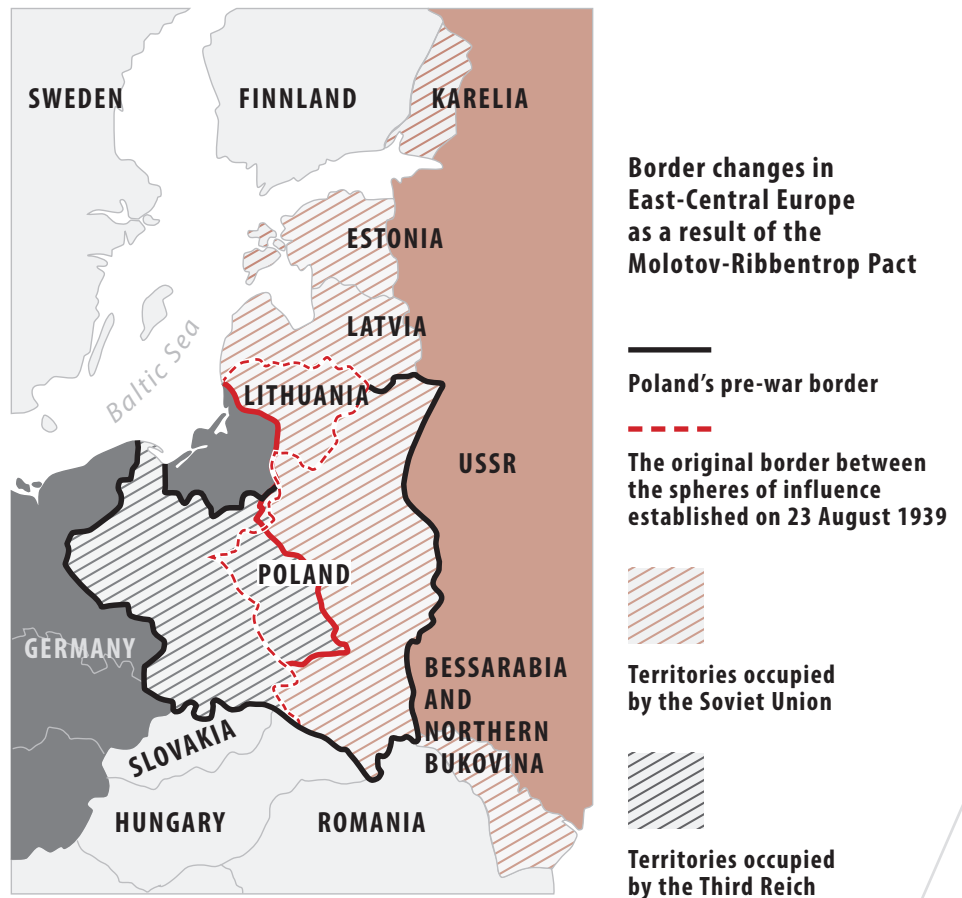 SWEDEN
FINNLAND
KARELIA
ESTONIA
LATVIA
Baltic Sea
LITHUANIA
USSR
POLAND
GERMANY
BESSARABIA
AND
NORTHERN
BUKOVINA
SLOVAKIA
HUNGARY
ROMANIA
Border changes in
East-Central Europe
as a result of the
Molotov-Ribbentrop Pact
Poland's pre-war border
The original border between
the spheres of influence
established on 23 August 1939
Territories occupied
by the Soviet Union
Territories occupied
by the Third Reich